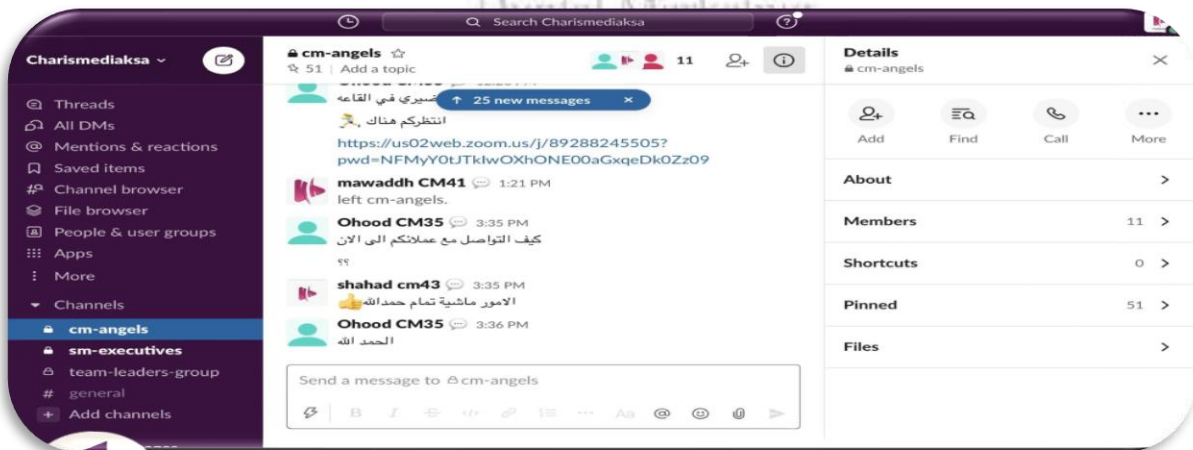 Search Charismediaksa
Charismediaksa
Threads
All DMs
Mentions & reactions
Saved items
Channel browser
File browser
People & user groups
Apps
More
Channels
cm-angels
sm-executives
team-leaders-group
# general
+ Add channels
cm-angels
51 | Add a topic
11
25 new messages
في القاعه
انتظركم هناك
https://us02web.zoom.us/j/89288245505?
pwd=NFMyY0tJTklwOXhONE00aGxqeDk0Zz09
mawaddh CM41 1:21 PM
left cm-angels.
Ohood CM35 3:35 PM
كيف التواصل مع عملائكم الى الان
؟؟
shahad cm43 3:35 PM
الامور ماشية تمام حمدالله
Ohood CM35 3:36 PM
الحمد الله
Send a message to cm-angels
B I Aa @
Details
cm-angels
Add Find Call More
About
Members 11
Shortcuts 0
Pinned 51
Files